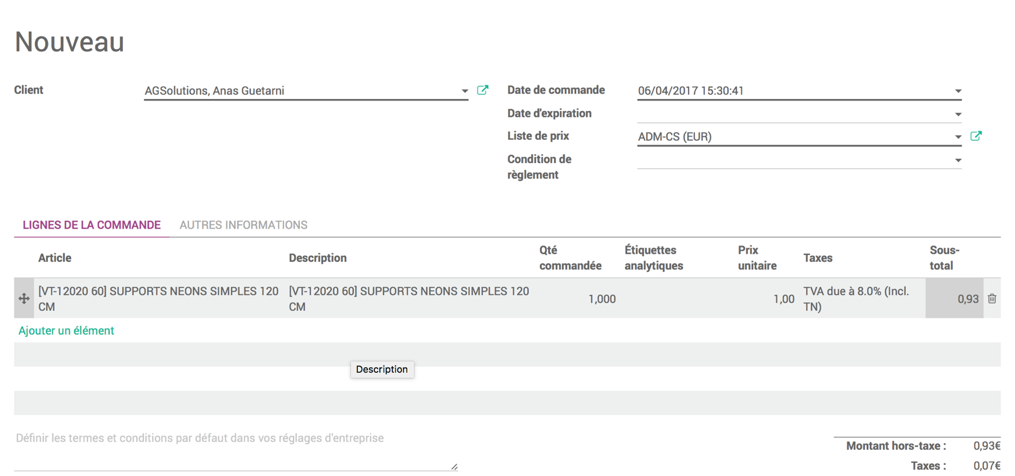 Nouveau
Client
AGSolutions, Anas Guetarni
Date de commande
06/04/2017 15:30:41
Date d'expiration
Liste de prix
ADM-CS (EUR)
Condition de
règlement
LIGNES DE LA COMMANDE
AUTRES INFORMATIONS
Article
Description
Qté
commandée
Étiquettes
analytiques
Prix
unitaire
Taxes
Sous-
total
[VT-12020 60] SUPPORTS NEONS SIMPLES 120
CM
[VT-12020 60] SUPPORTS NEONS SIMPLES 120
CM
1,000
1,00
TVA due à 8.0% (Incl.
TN)
0,93
Ajouter un élément
Description
Définir les termes et conditions par défaut dans vos réglages d'entreprise
Montant hors-taxe :
0,93€
Taxes :
0,07€